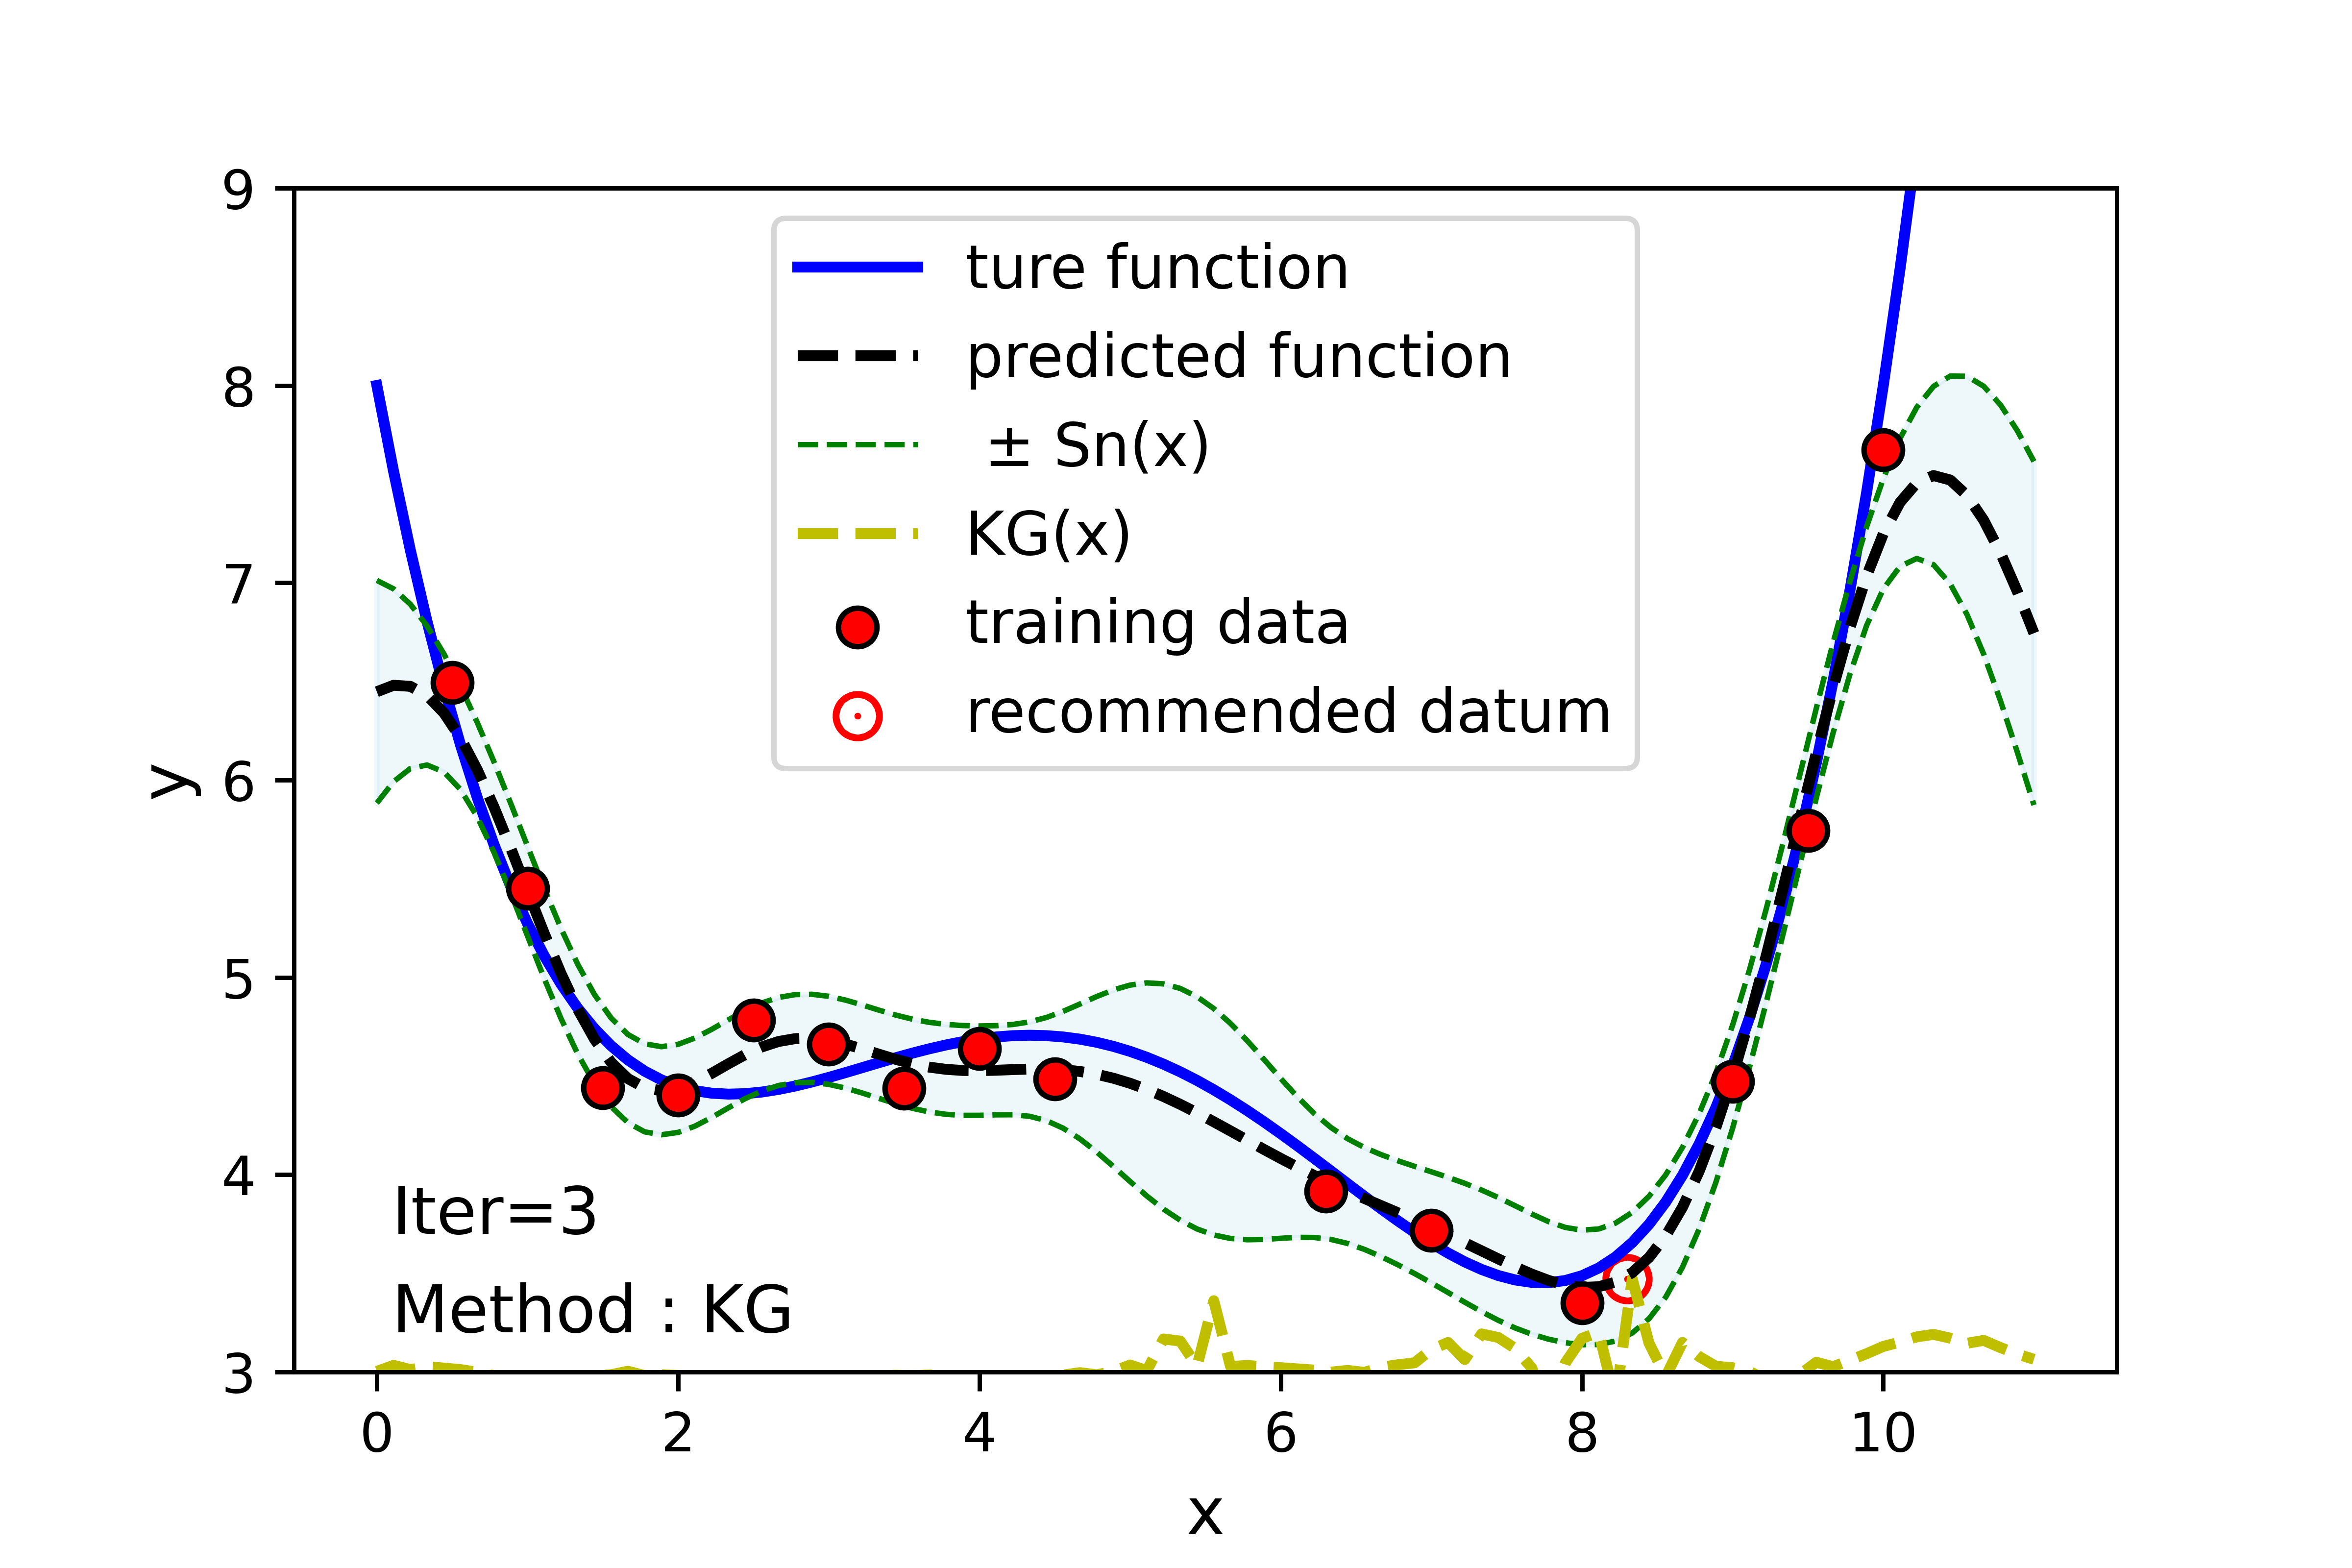 ture function
predicted function
± Sn(x)
KG(x)
training data
recommended datum
9
8
7
6
5
4
3
y
Iter=3
Method : KG
0 2 4 6 8 10
x